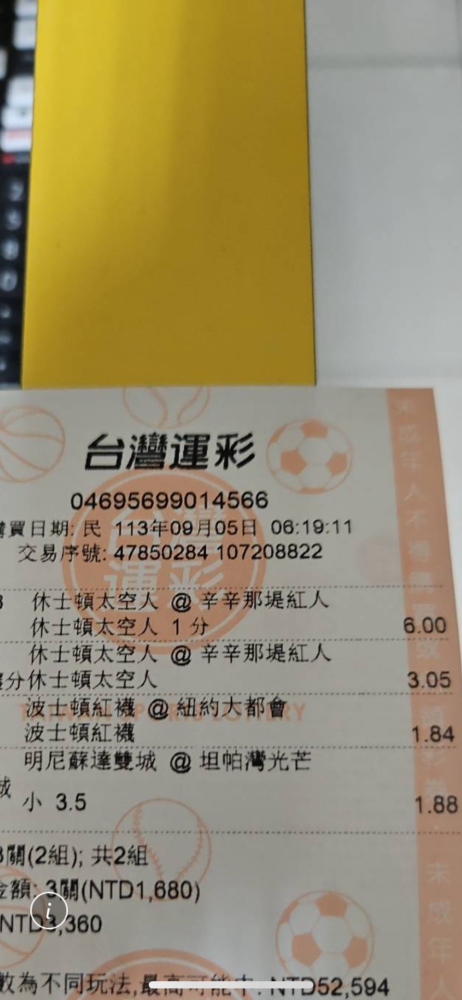 台灣運彩
04695699014566
購買日期: 民 113年09月05日 06:19:11
交易序號: 47850284 107208822
休士頓太空人 @ 辛辛那堤紅人
休士頓太空人 1 分 6.00
休士頓太空人 @ 辛辛那堤紅人
分休士頓太空人 3.05
波士頓紅襪 @ 紐約大都會
波士頓紅襪 1.84
明尼蘇達雙城 @ 坦帕灣光芒
城 小 3.5 1.88
3關(2組); 共2組
金額: 3關(NTD1,680)
NTD3,360
數為不同玩法,最高可能中: NTD52,594